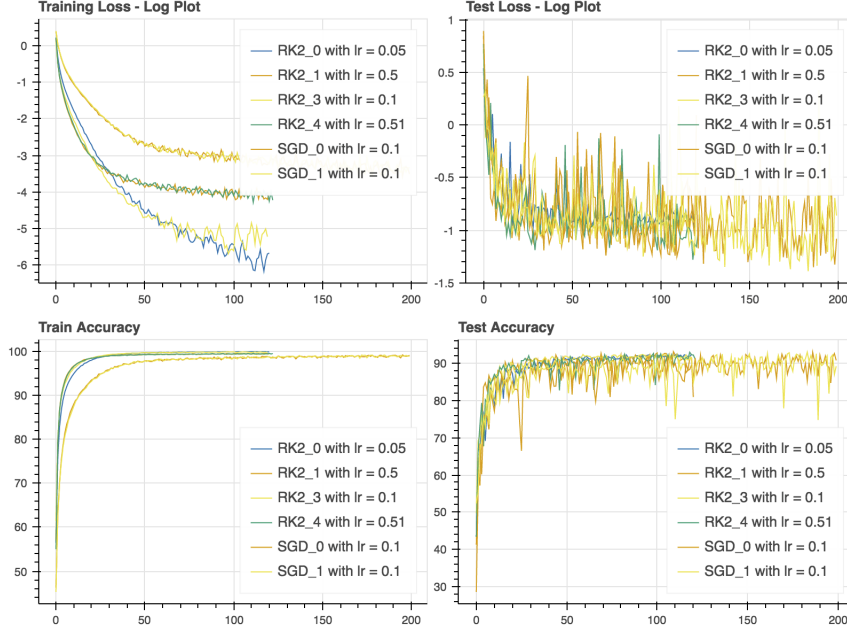 Training Loss - Log Plot
0
-1
-2
-3
-4
-5
-6
0
50
100
150
200
RK2_0 with lr = 0.05
RK2_1 with lr = 0.5
RK2_3 with lr = 0.1
RK2_4 with lr = 0.51
SGD_0 with lr = 0.1
SGD_1 with lr = 0.1
Test Loss - Log Plot
1
0.5
0
-0.5
-1
-1.5
0
50
100
150
200
RK2_0 with lr = 0.05
RK2_1 with lr = 0.5
RK2_3 with lr = 0.1
RK2_4 with lr = 0.51
SGD_0 with lr = 0.1
SGD_1 with lr = 0.1
Train Accuracy
100
90
80
70
60
50
0
50
100
150
200
RK2_0 with lr = 0.05
RK2_1 with lr = 0.5
RK2_3 with lr = 0.1
RK2_4 with lr = 0.51
SGD_0 with lr = 0.1
SGD_1 with lr = 0.1
Test Accuracy
90
80
70
60
50
40
30
0
50
100
150
200
RK2_0 with lr = 0.05
RK2_1 with lr = 0.5
RK2_3 with lr = 0.1
RK2_4 with lr = 0.51
SGD_0 with lr = 0.1
SGD_1 with lr = 0.1